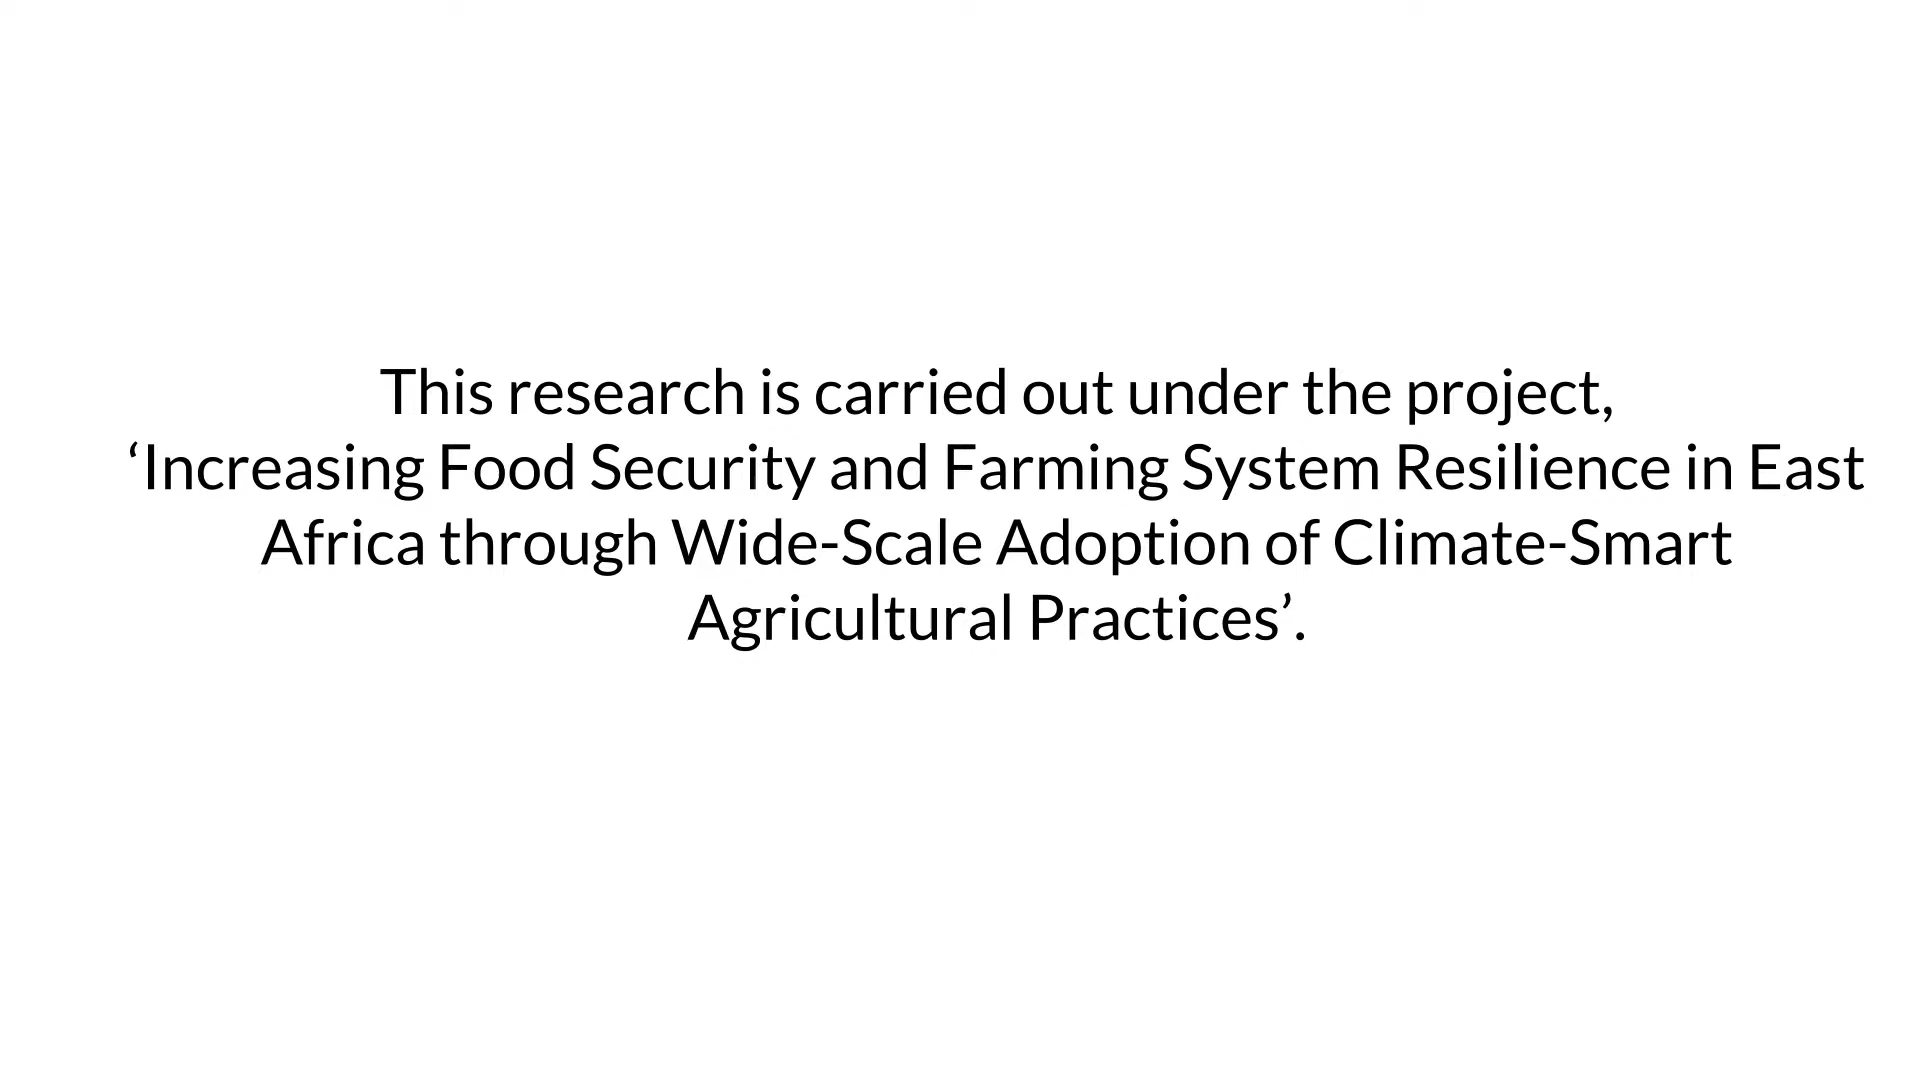 This research is carried out under the project,
‘Increasing Food Security and Farming System Resilience in East
Africa through Wide-Scale Adoption of Climate-Smart
Agricultural Practices’.